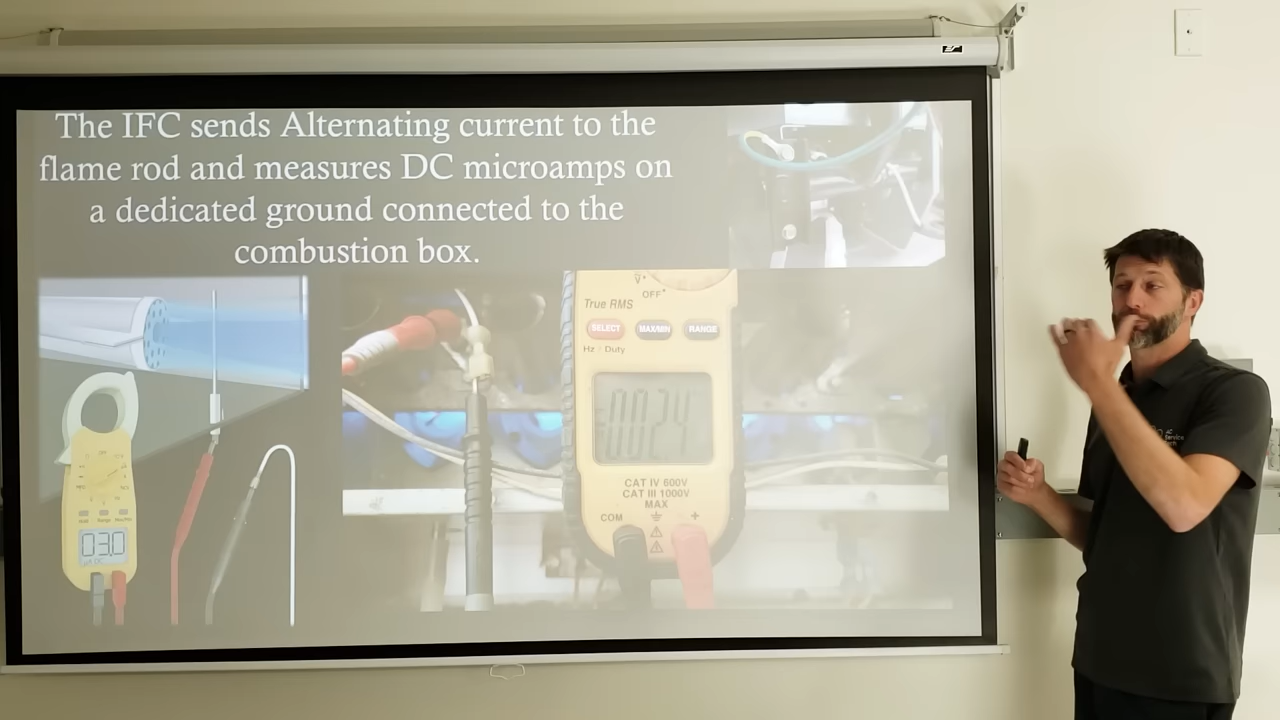 The IFC sends Alternating current to the
flame rod and measures DC microamps on
a dedicated ground connected to the
combustion box.
OFF
True RMS
SELECT MAX/MIN RANGE
Hz Duty
CAT IV 600V
CAT III 1000V
MAX
COM +
03.0
Service